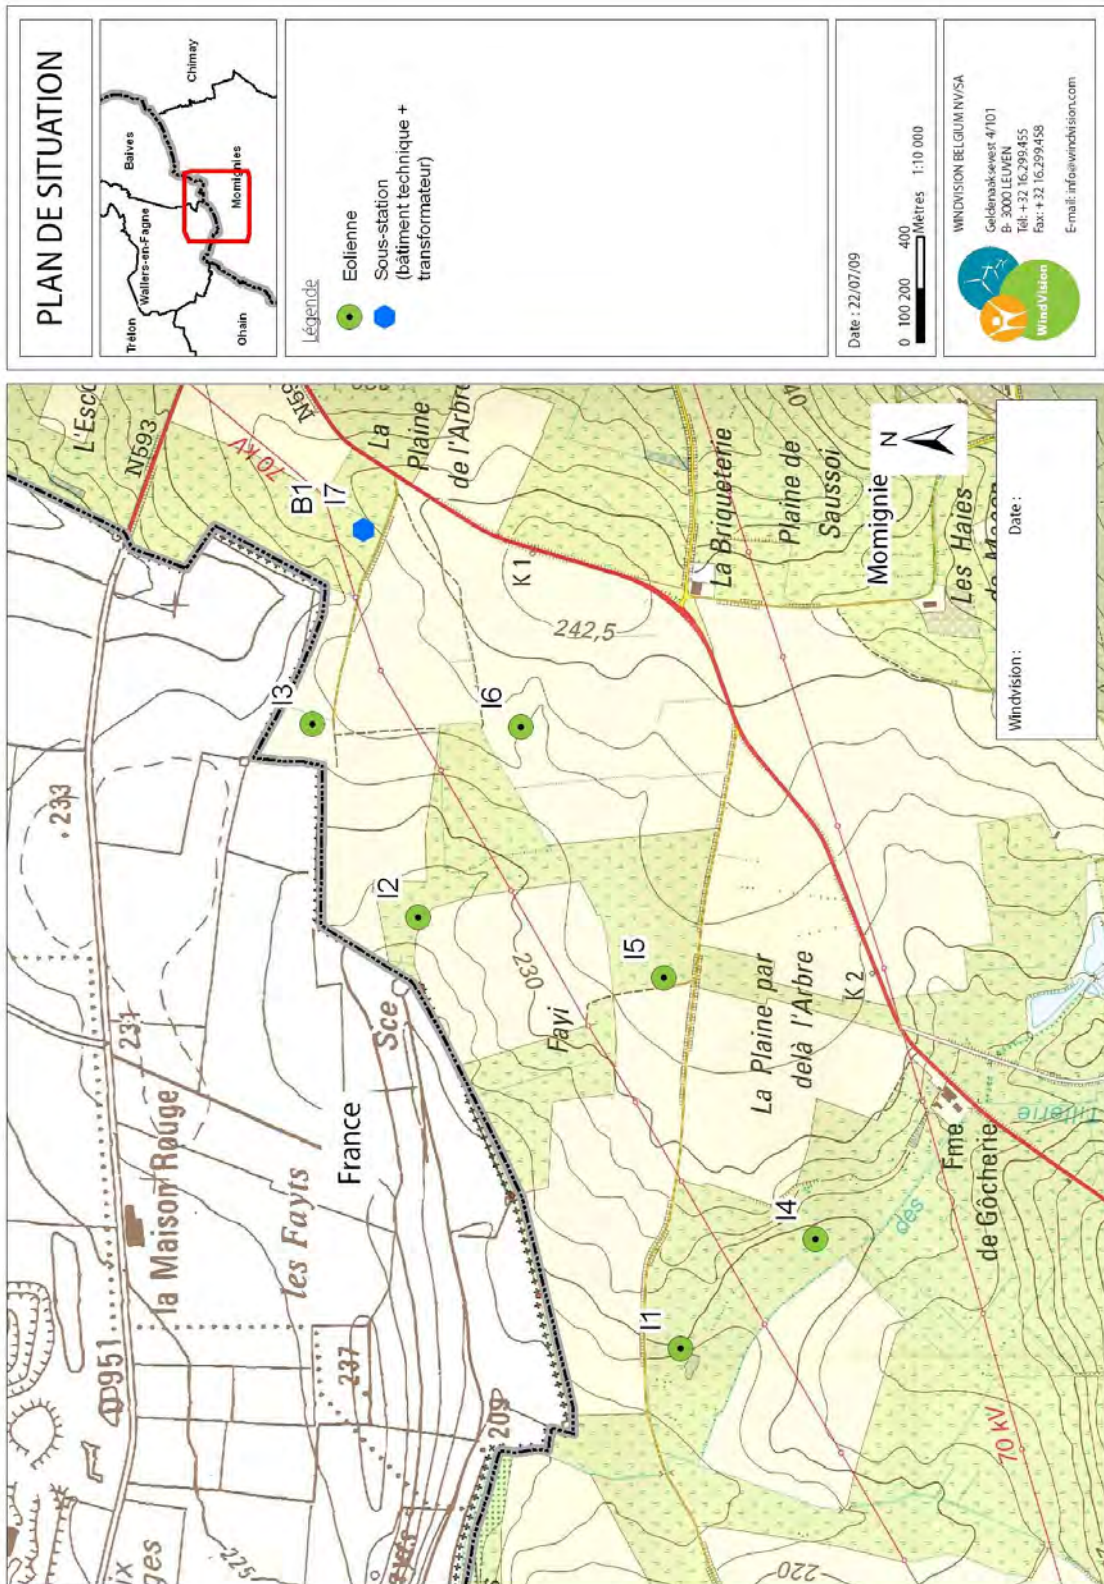 PLAN DE SITUATION
Trélon
Wallers-en-Fagne
Baives
Chimay
Ohain
Momignies
Légende
Eolienne
Sous-station
(bâtiment technique +
transformateur)
Date : 22/07/09
0 100 200 400
Mètres 1:10 000
WINDVISION BELGIUM NV/SA
Geldenaaksevest 4/101
B- 3000 LEUVEN
Tél: +32 16.299.455
Fax: +32 16.299.458
E-mail: info@windvision.com
WindVision
L'Esco
N593
N59
La
Plaine
de l'Arbre
70 kV
B1
I7
K1
242,5
I3
I6
233
I2
231
Sce
230
Fayi
I5
la Maison Rouge
les Fayts
France
La Plaine par
delà l'Arbre
K2
La Briqueterie
Plaine de
Saussoi
Momignie
N
Les Haies
Windvision :
Date :
D951
237
209
I1
I4
des
Fme
de Gôcherie
70 kV
220
225
ges